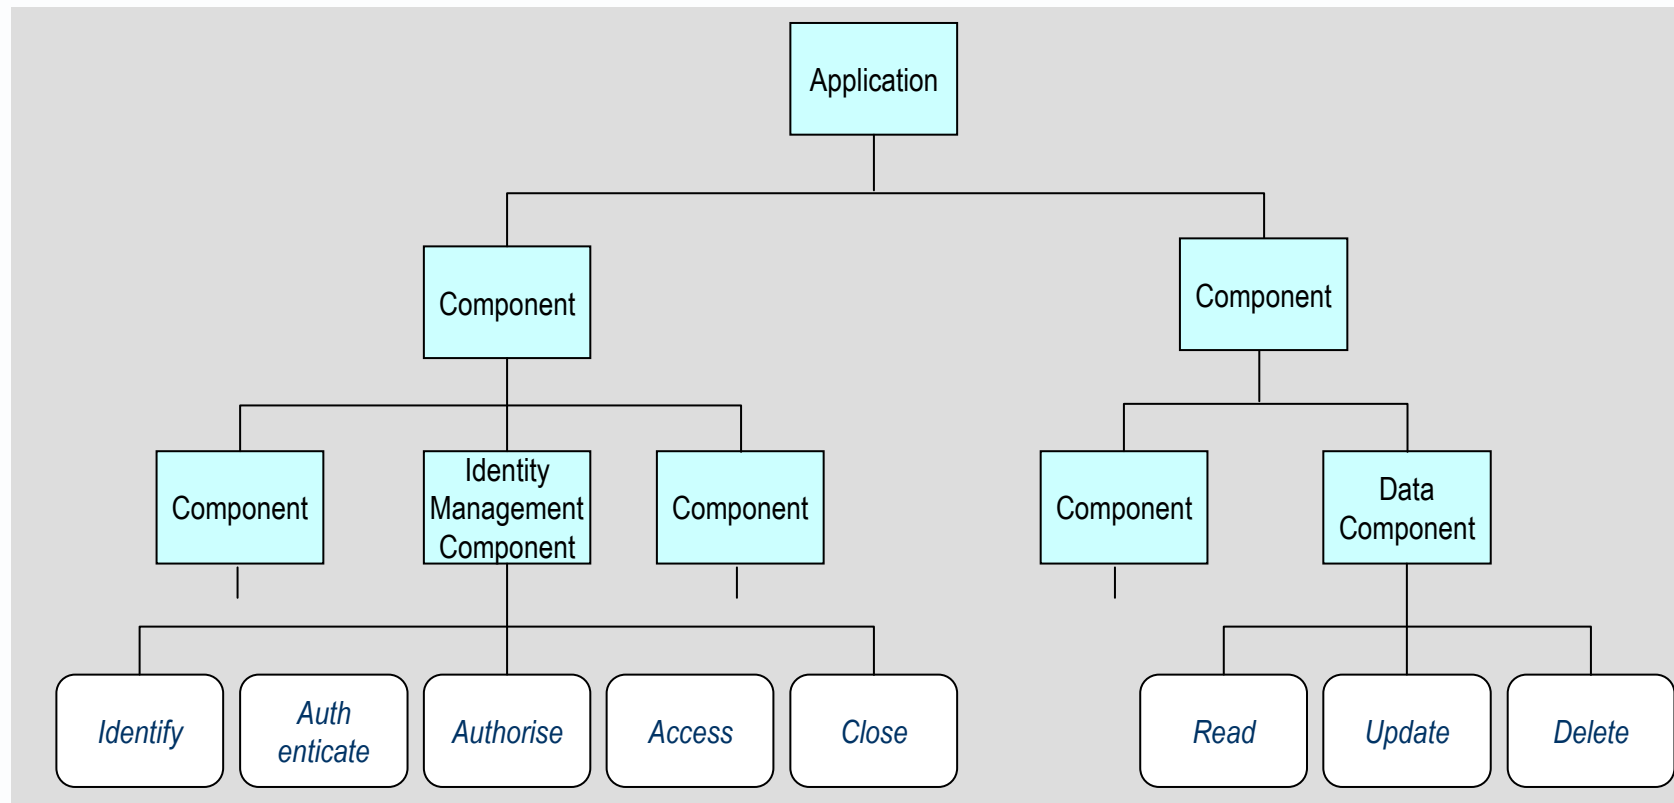 Application
Component
Component
Component
Identity
Management
Component
Component
Component
Data
Component
Identify
Auth
enticate
Authorise
Access
Close
Read
Update
Delete